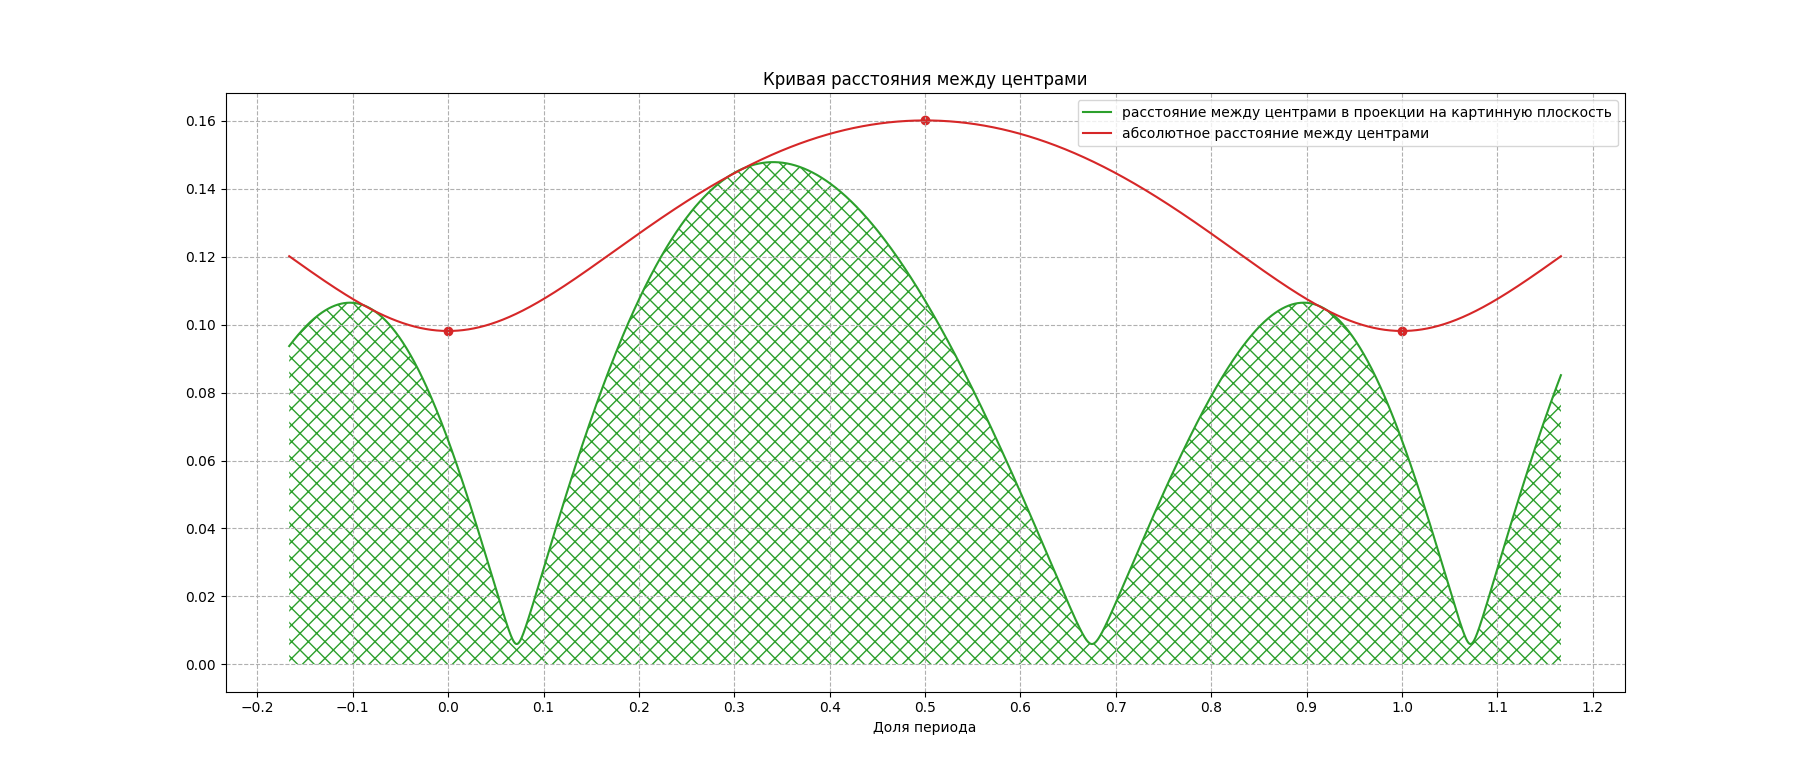 Кривая расстояния между центрами
расстояние между центрами в проекции на картинную плоскость
абсолютное расстояние между центрами
0.16
0.14
0.12
0.10
0.08
0.06
0.04
0.02
0.00
−0.2 −0.1 0.0 0.1 0.2 0.3 0.4 0.5 0.6 0.7 0.8 0.9 1.0 1.1 1.2
Доля периода